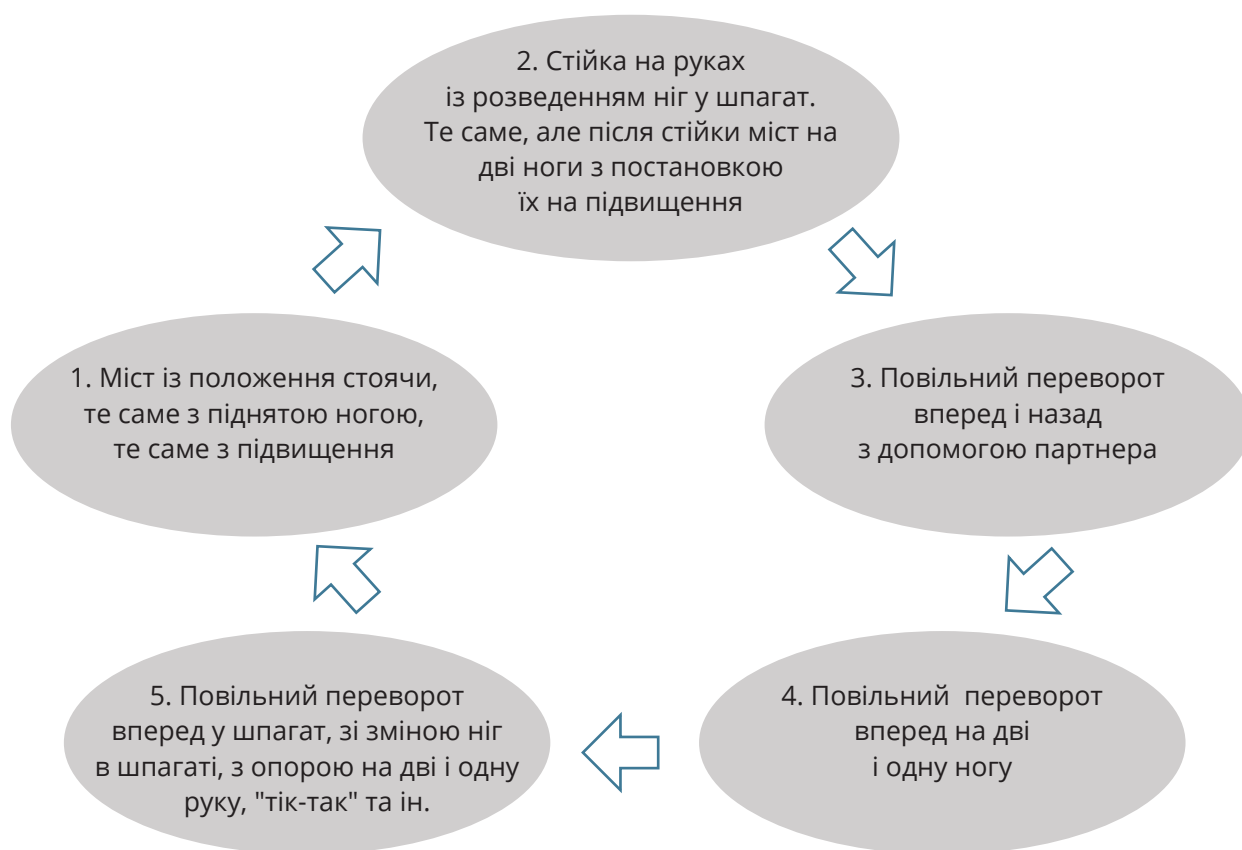 2. Стійка на руках
із розведенням ніг у шпагат.
Те саме, але після стійки міст на
дві ноги з постановкою
їх на підвищення
1. Міст із положення стоячи,
те саме з піднятою ногою,
те саме з підвищення
3. Повільний переворот
вперед і назад
з допомогою партнера
5. Повільний переворот
вперед у шпагат, зі зміною ніг
в шпагаті, з опорою на дві і одну
руку, "тік-так" та ін.
4. Повільний переворот
вперед на дві
і одну ногу